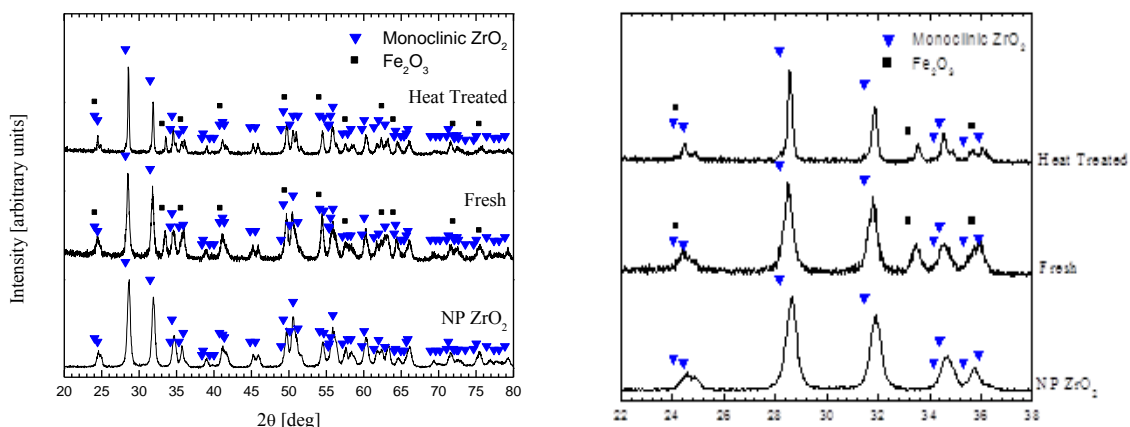 Monoclinic ZrO2
Fe2O3
Heat Treated
Fresh
NP ZrO2
Intensity [arbitrary units]
20 25 30 35 40 45 50 55 60 65 70 75 80
2θ [deg]
Monoclinic ZrO2
Fe2O3
Heat Treated
Fresh
NP ZrO2
22 24 26 28 30 32 34 36 38